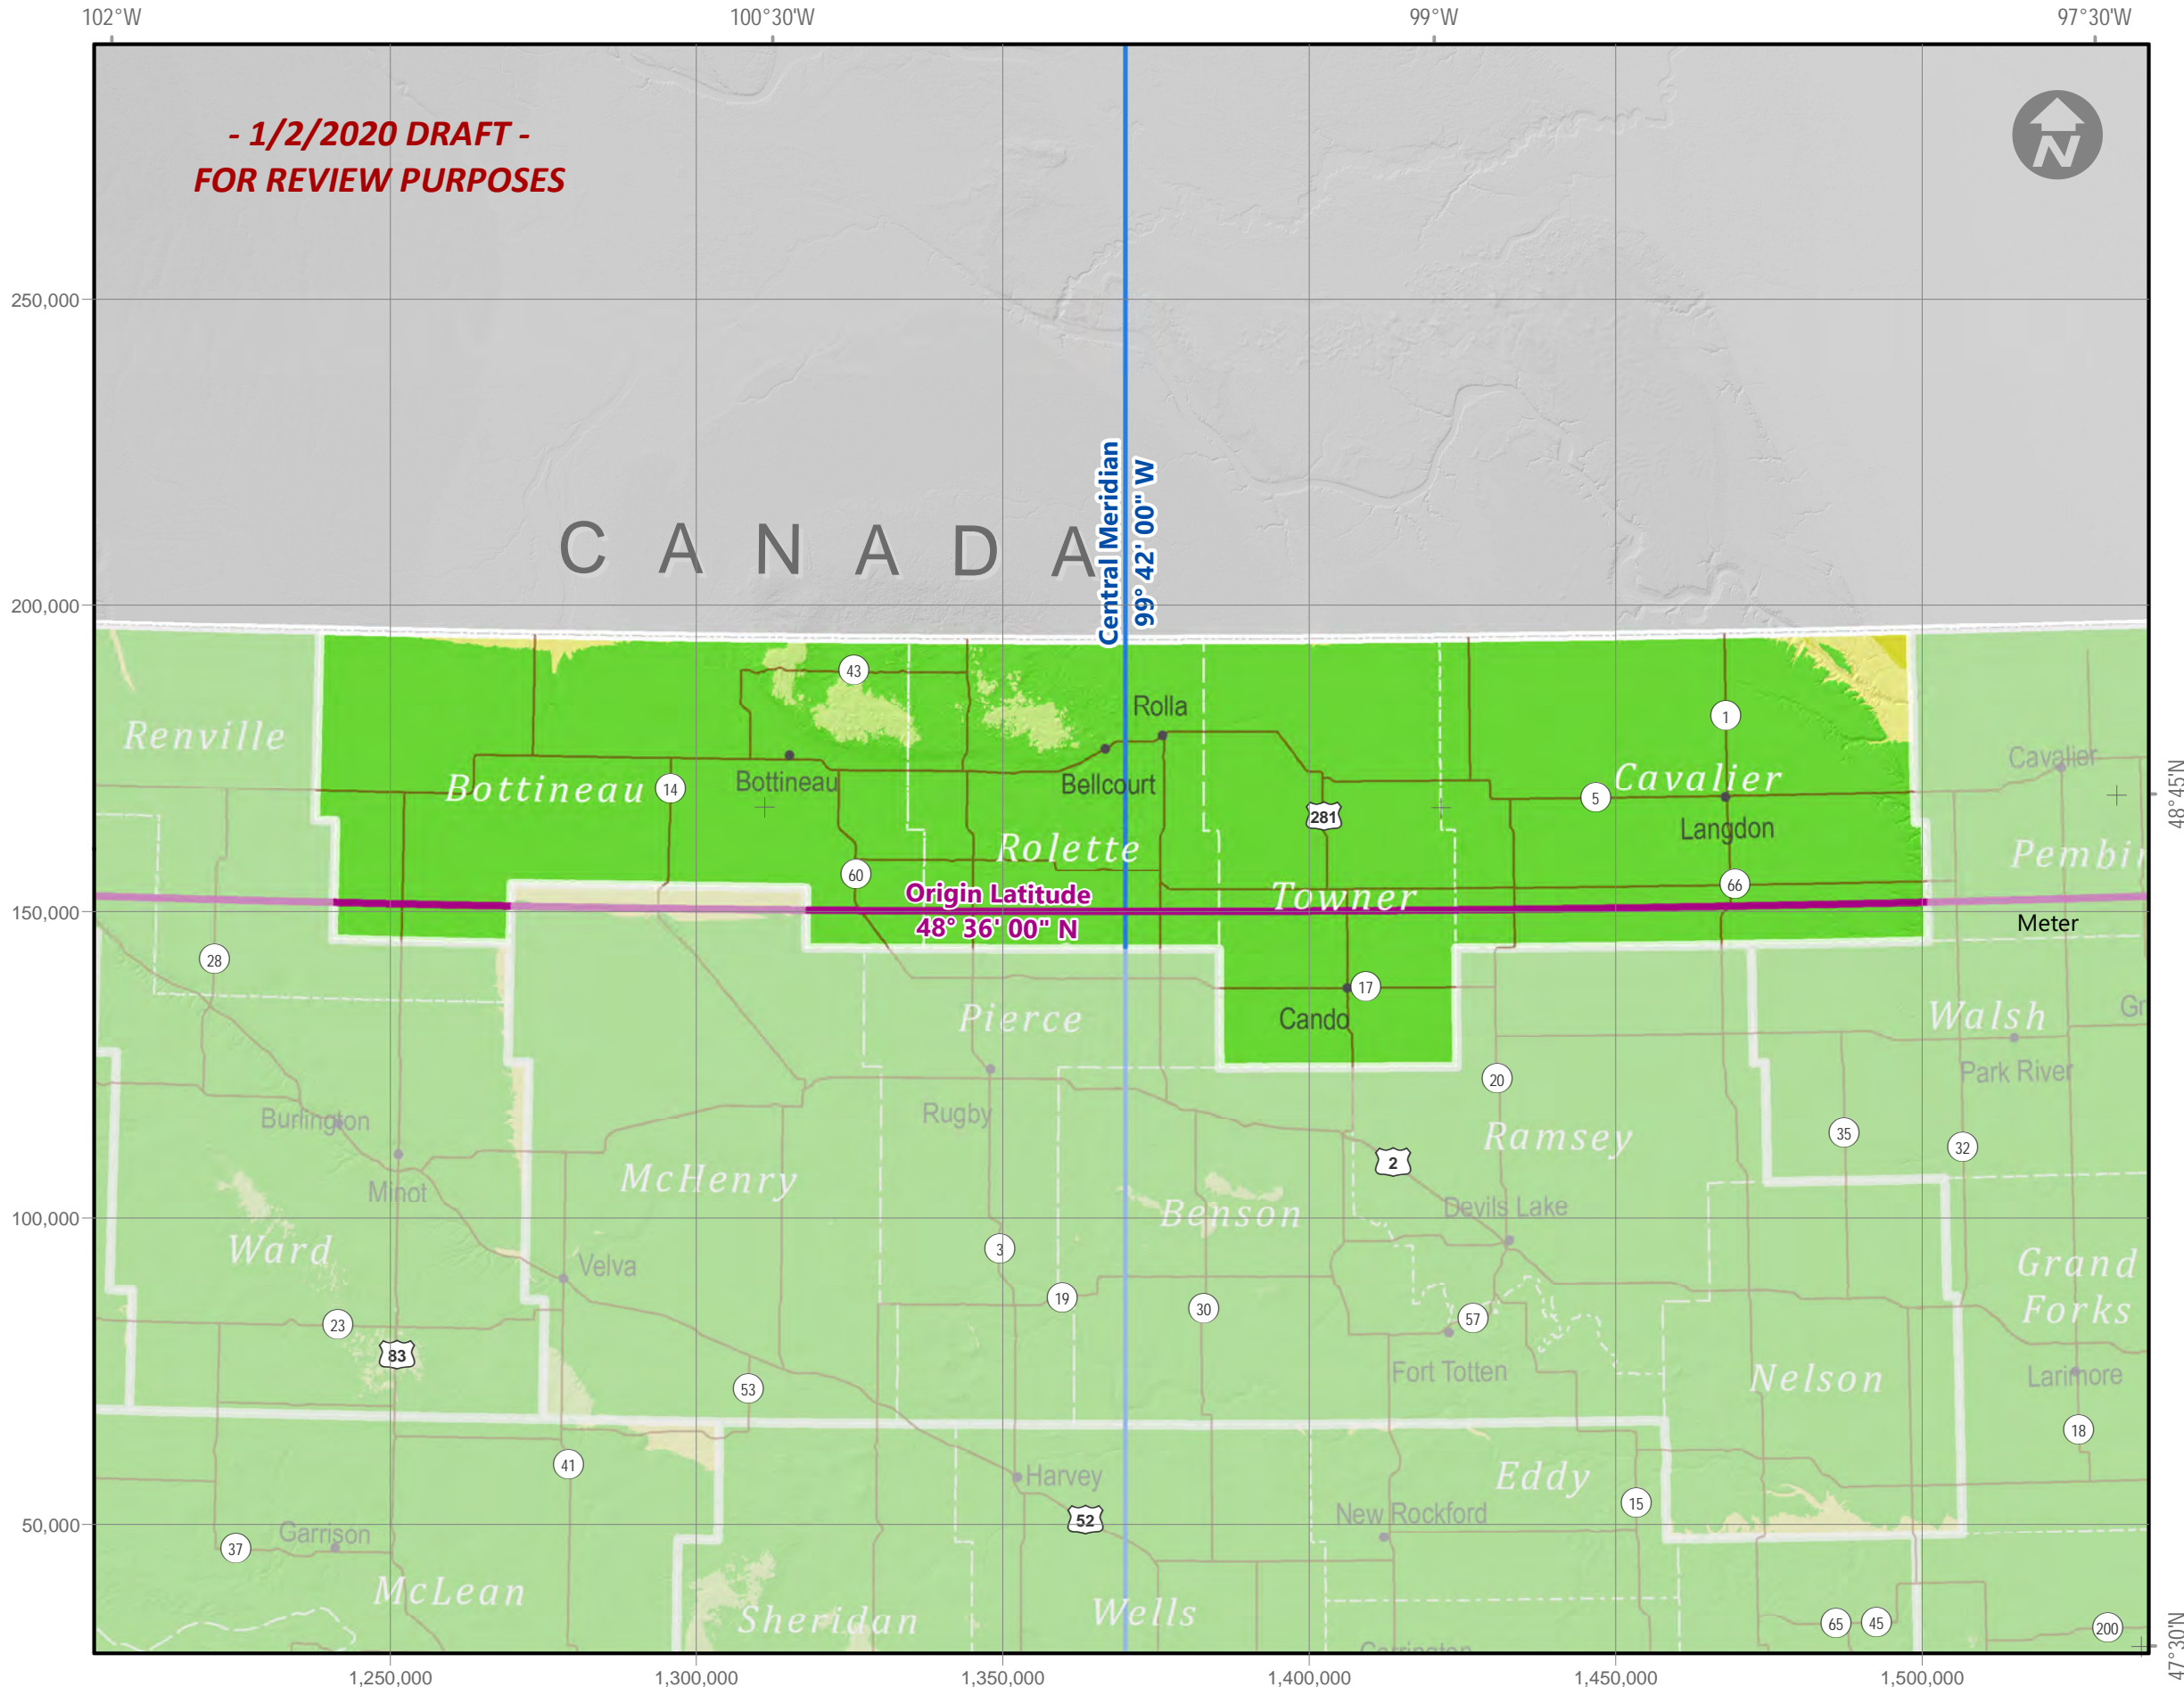 102°W
100°30'W
99°W
97°30'W
- 1/2/2020 DRAFT -
FOR REVIEW PURPOSES
N
250,000
Central Meridian
99° 42' 00" W
CANADA
200,000
43
Rolla
1
Renville
Cavalier
Bottineau
14
Bottineau
Bellcourt
5
Cavalier
48°45'N
281
Langdon
Rolette
Pembin
60
66
Origin Latitude
Towner
150,000
48° 36' 00" N
Meter
28
17
Pierce
Cando
Walsh
Gr
20
Park River
Burlington
Rugby
Ramsey
35
32
McHenry
2
Minot
Benson
Devils Lake
100,000
Ward
3
Velva
Grand
Forks
19
30
57
23
83
Fort Totten
Nelson
Larimore
53
18
41
Harvey
Eddy
15
New Rockford
52
50,000
Garrison
37
McLean
Sheridan
Wells
65
45
200
47°30'N
Carrington
1,250,000
1,300,000
1,350,000
1,400,000
1,450,000
1,500,000